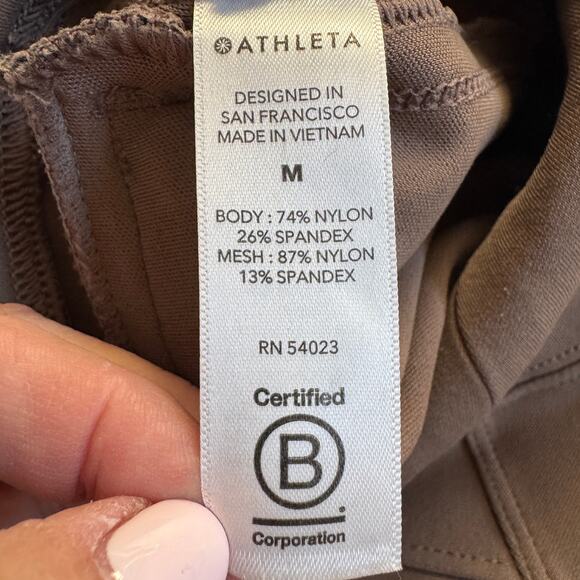 ATHLETA
DESIGNED IN
SAN FRANCISCO
MADE IN VIETNAM
M
BODY : 74% NYLON
26% SPANDEX
MESH : 87% NYLON
13% SPANDEX
RN 54023
Certified
B
Corporation